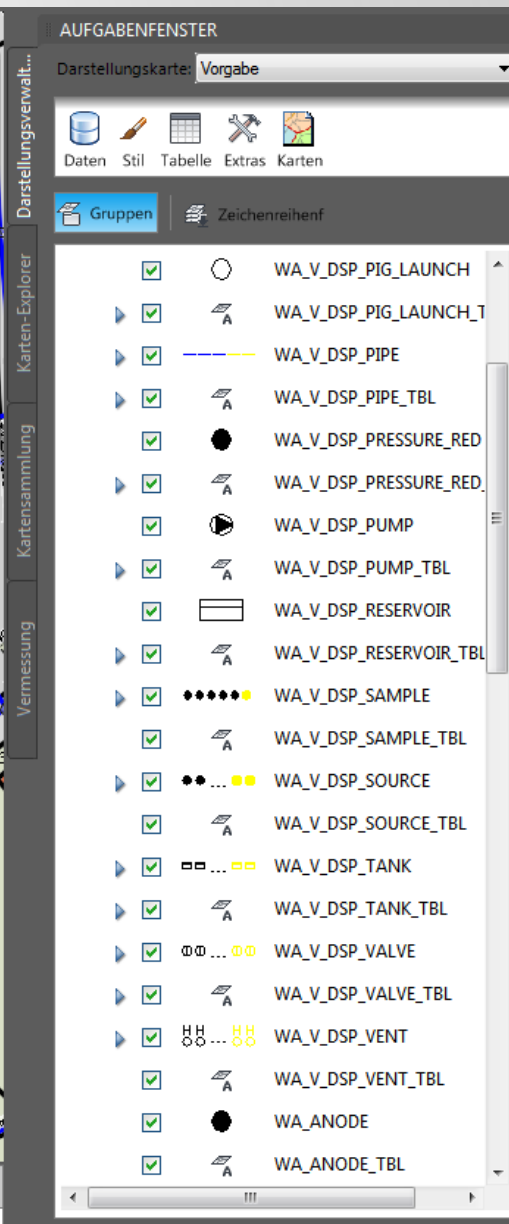 AUFGABENFENSTER
Darstellungskarte: Vorgabe
Daten Stil Tabelle Extras Karten
Gruppen Zeichenreihenf
Darstellungsverwalt...
Karten-Explorer
Kartensammlung
Vermessung
WA_V_DSP_PIG_LAUNCH
WA_V_DSP_PIG_LAUNCH_T
WA_V_DSP_PIPE
WA_V_DSP_PIPE_TBL
WA_V_DSP_PRESSURE_RED
WA_V_DSP_PRESSURE_RED_
WA_V_DSP_PUMP
WA_V_DSP_PUMP_TBL
WA_V_DSP_RESERVOIR
WA_V_DSP_RESERVOIR_TBL
WA_V_DSP_SAMPLE
WA_V_DSP_SAMPLE_TBL
WA_V_DSP_SOURCE
WA_V_DSP_SOURCE_TBL
WA_V_DSP_TANK
WA_V_DSP_TANK_TBL
WA_V_DSP_VALVE
WA_V_DSP_VALVE_TBL
WA_V_DSP_VENT
WA_V_DSP_VENT_TBL
WA_ANODE
WA_ANODE_TBL